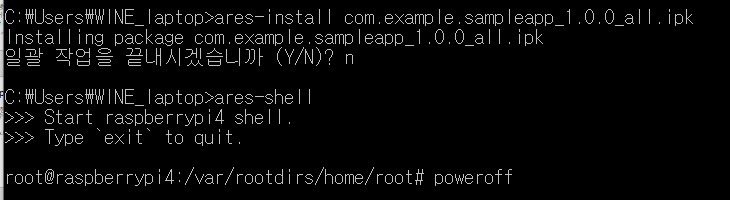 C:₩Users₩WINE_laptop>ares-install com.example.sampleapp_1.0.0_all.ipk
Installing package com.example.sampleapp_1.0.0_all.ipk
일괄 작업을 끝내시겠습니까 (Y/N)? n
C:₩Users₩WINE_laptop>ares-shell
>>> Start raspberrypi4 shell.
>>> Type `exit` to quit.
root@raspberrypi4:/var/rootdirs/home/root# poweroff